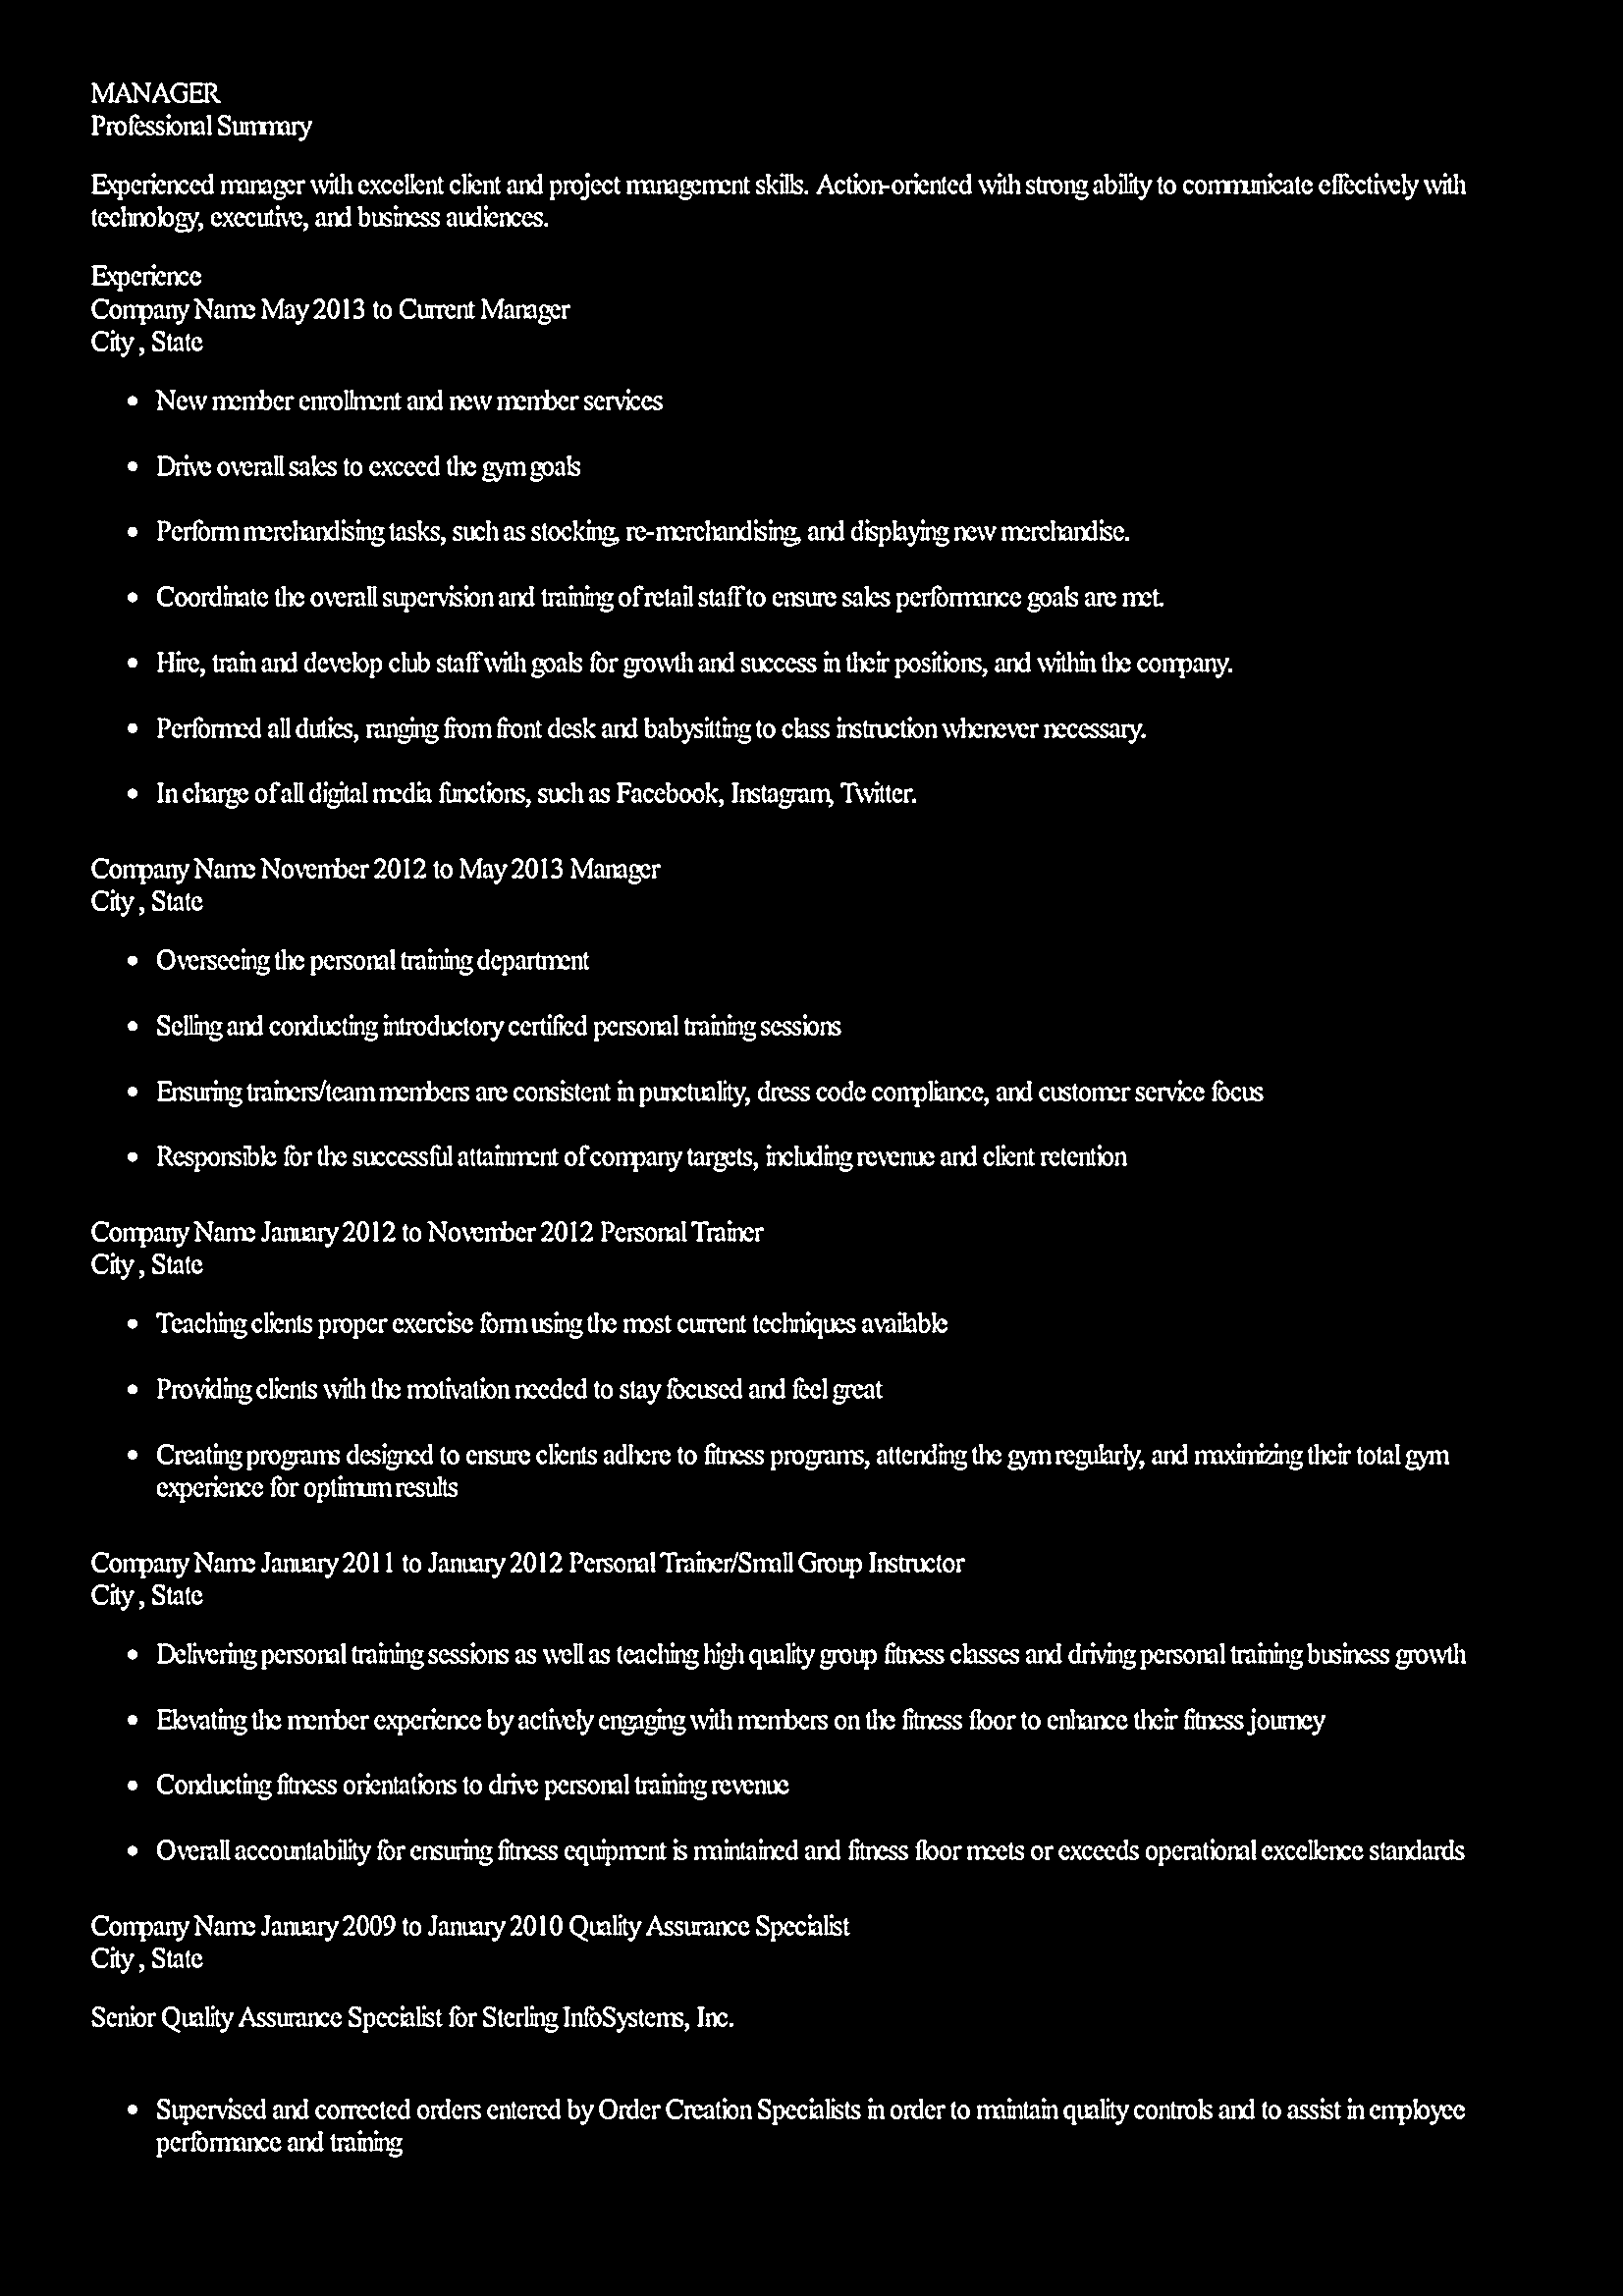 MANAGER
Professional Summary
Experienced manager with excellent client and project management skills. Action-oriented with strong ability to communicate effectively with
technology, executive, and business audiences.
Experience
Company Name May 2013 to Current Manager
City , State
• New member enrollment and new member services
• Drive overall sales to exceed the gym goals
• Perform merchandising tasks, such as stocking, re-merchandising, and displaying new merchandise.
• Coordinate the overall supervision and training of retail staff to ensure sales performance goals are met.
• Hire, train and develop club staff with goals for growth and success in their positions, and within the company.
• Performed all duties, ranging from front desk and babysitting to class instruction whenever necessary.
• In charge of all digital media functions, such as Facebook, Instagram, Twitter.
Company Name November 2012 to May 2013 Manager
City , State
• Overseeing the personal training department
• Selling and conducting introductory certified personal training sessions
• Ensuring trainers/team members are consistent in punctuality, dress code compliance, and customer service focus
• Responsible for the successful attainment of company targets, including revenue and client retention
Company Name January 2012 to November 2012 Personal Trainer
City , State
• Teaching clients proper exercise form using the most current techniques available
• Providing clients with the motivation needed to stay focused and feel great
• Creating programs designed to ensure clients adhere to fitness programs, attending the gym regularly, and maximizing their total gym
experience for optimum results
Company Name January 2011 to January 2012 Personal Trainer/Small Group Instructor
City , State
• Delivering personal training sessions as well as teaching high quality group fitness classes and driving personal training business growth
• Elevating the member experience by actively engaging with members on the fitness floor to enhance their fitness journey
• Conducting fitness orientations to drive personal training revenue
• Overall accountability for ensuring fitness equipment is maintained and fitness floor meets or exceeds operational excellence standards
Company Name January 2009 to January 2010 Quality Assurance Specialist
City , State
Senior Quality Assurance Specialist for Sterling InfoSystems, Inc.
• Supervised and corrected orders entered by Order Creation Specialists in order to maintain quality controls and to assist in employee
performance and training